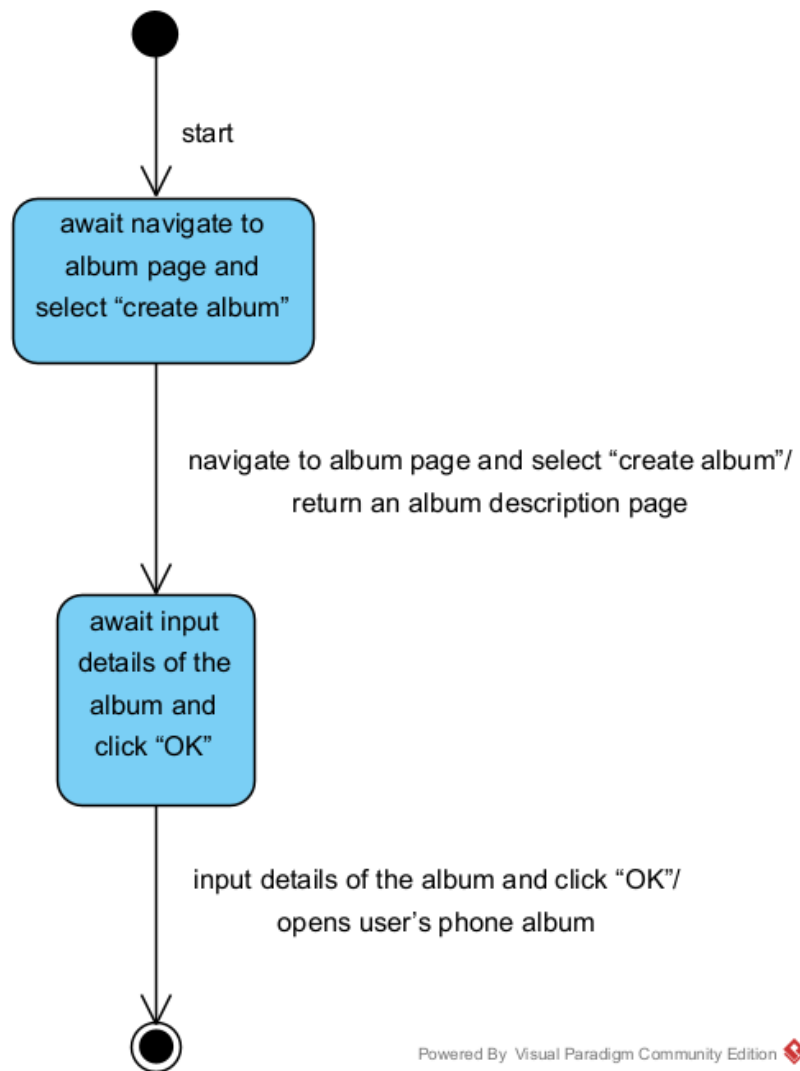 start
await navigate to
album page and
select “create album”
navigate to album page and select “create album”/
return an album description page
await input
details of the
album and
click “OK”
input details of the album and click “OK”/
opens user’s phone album
Powered By Visual Paradigm Community Edition